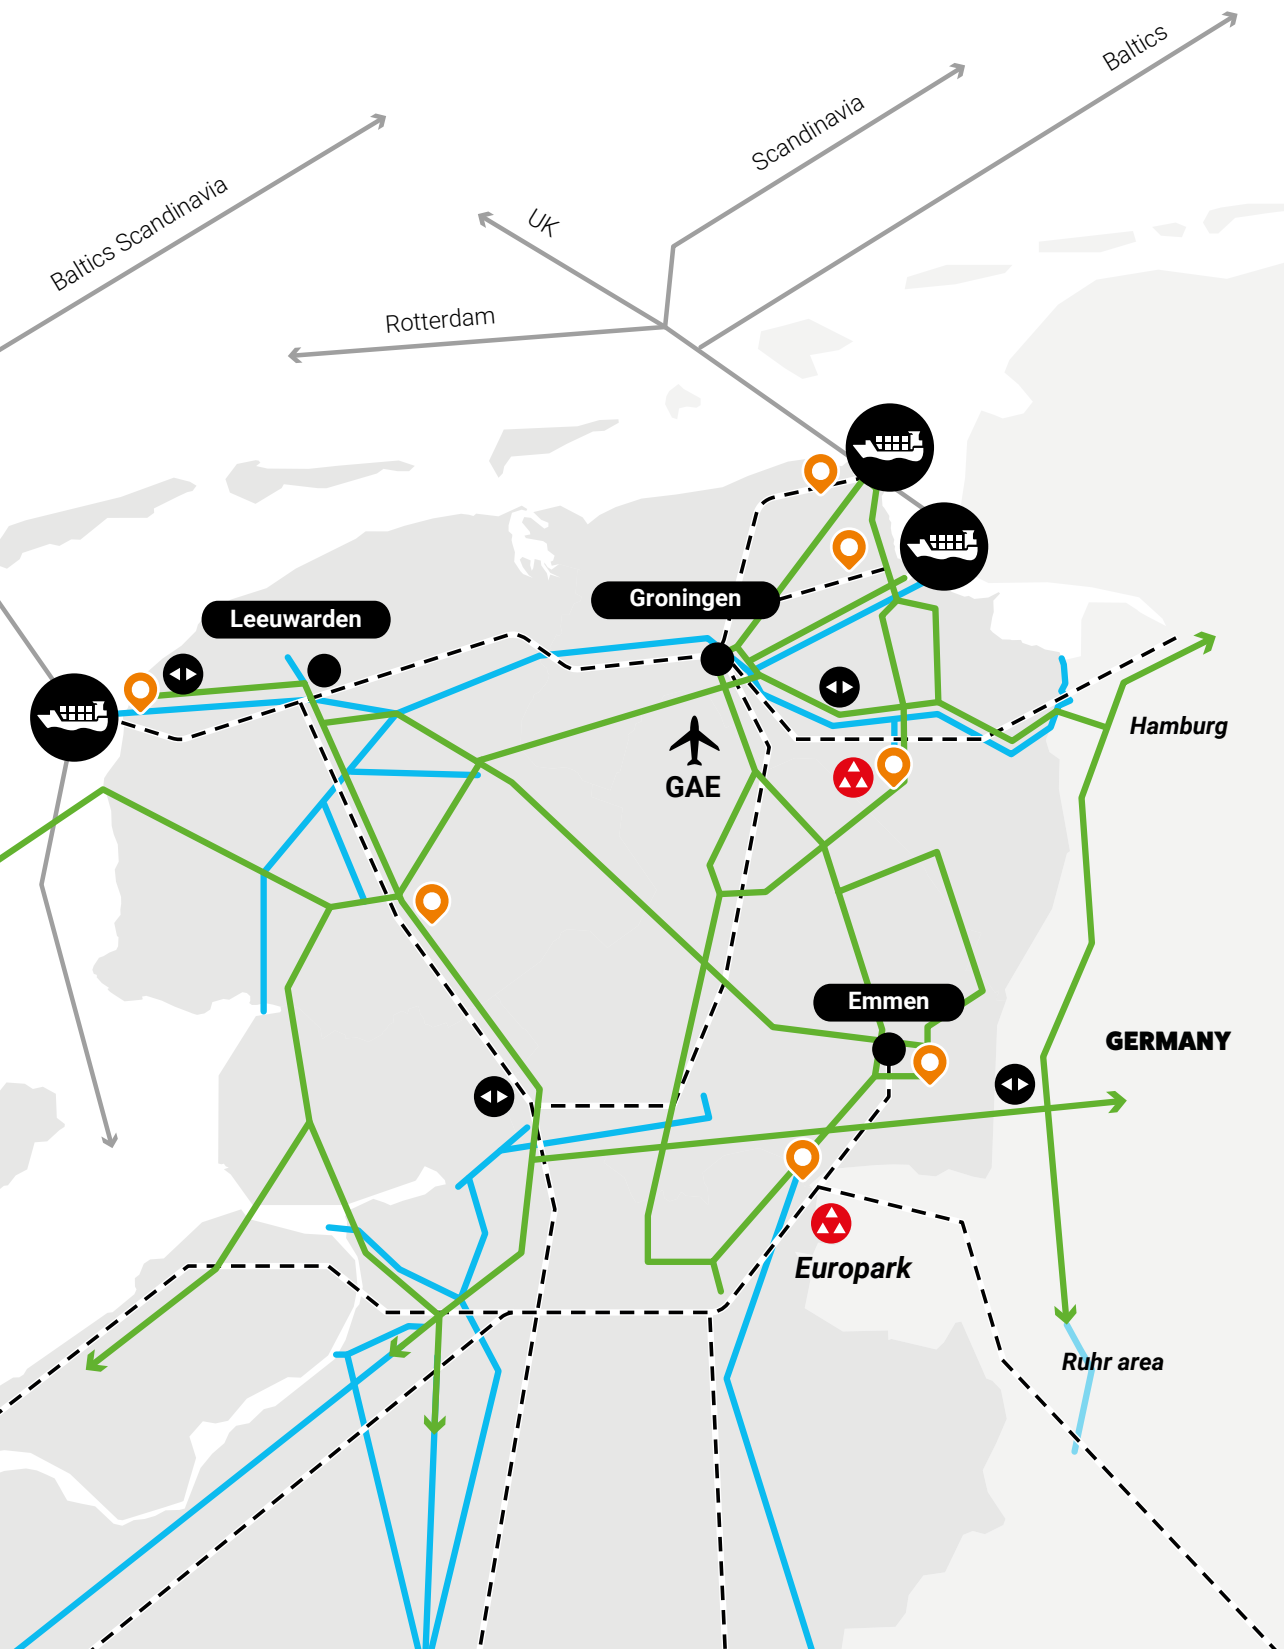 Baltics
Scandinavia
Baltics Scandinavia
UK
Rotterdam
Groningen
Leeuwarden
Hamburg
GAE
Emmen
GERMANY
Europark
Ruhr area